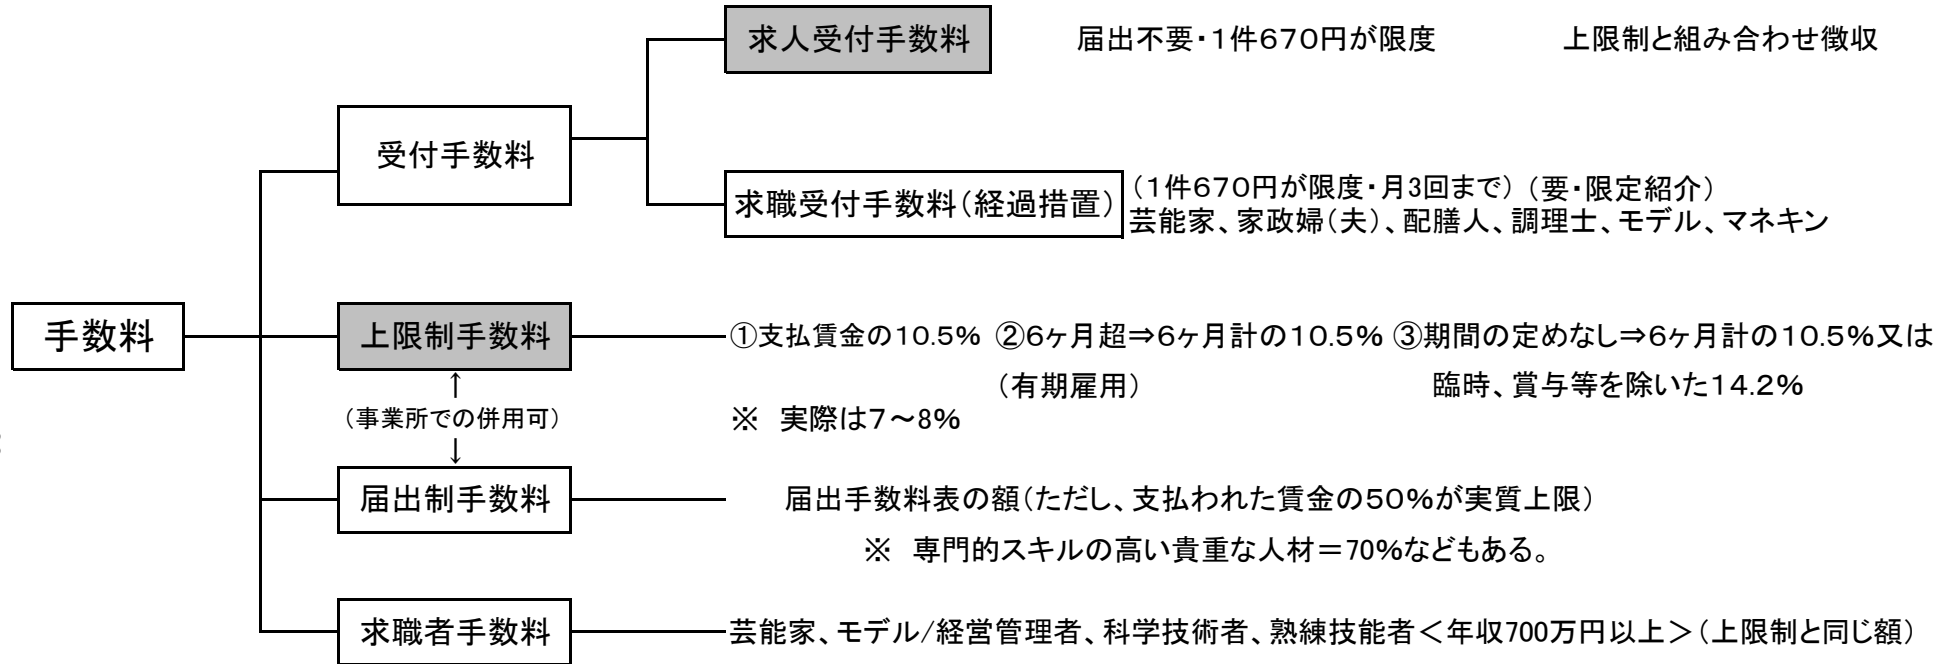 求人受付手数料 届出不要・1件670円が限度 上限制と組み合わせ徴収
受付手数料
求職受付手数料(経過措置) (1件670円が限度・月3回まで)(要・限定紹介)
芸能家、家政婦(夫)、配膳人、調理士、モデル、マネキン
手数料
上限制手数料 ①支払賃金の10.5% ②6ヶ月超⇒6ヶ月計の10.5% ③期間の定めなし⇒6ヶ月計の10.5%又は
(有期雇用) 臨時、賞与等を除いた14.2%
↑
(事業所での併用可)
↓
※ 実際は7~8%
届出制手数料 届出手数料表の額(ただし、支払われた賃金の50%が実質上限)
※ 専門的スキルの高い貴重な人材=70%などもある。
求職者手数料 芸能家、モデル/経営管理者、科学技術者、熟練技能者<年収700万円以上>(上限制と同じ額)